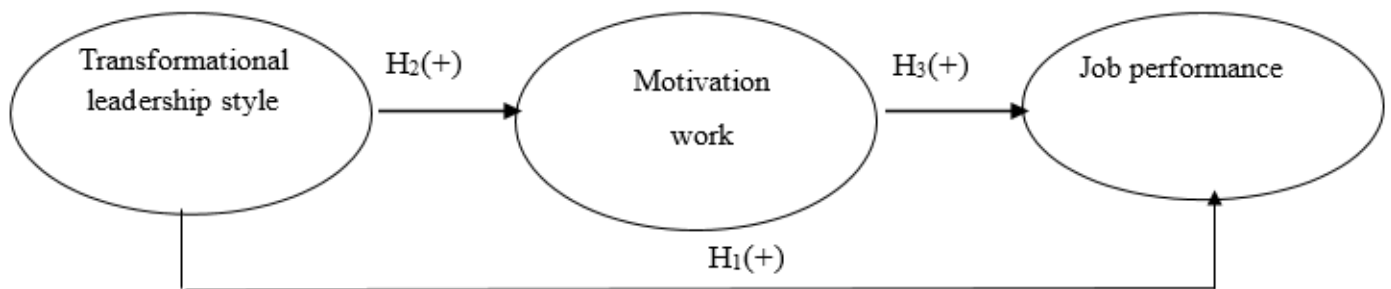 Transformational
leadership style
H₂(+)
Motivation
work
H₃(+)
Job performance
H₁(+)